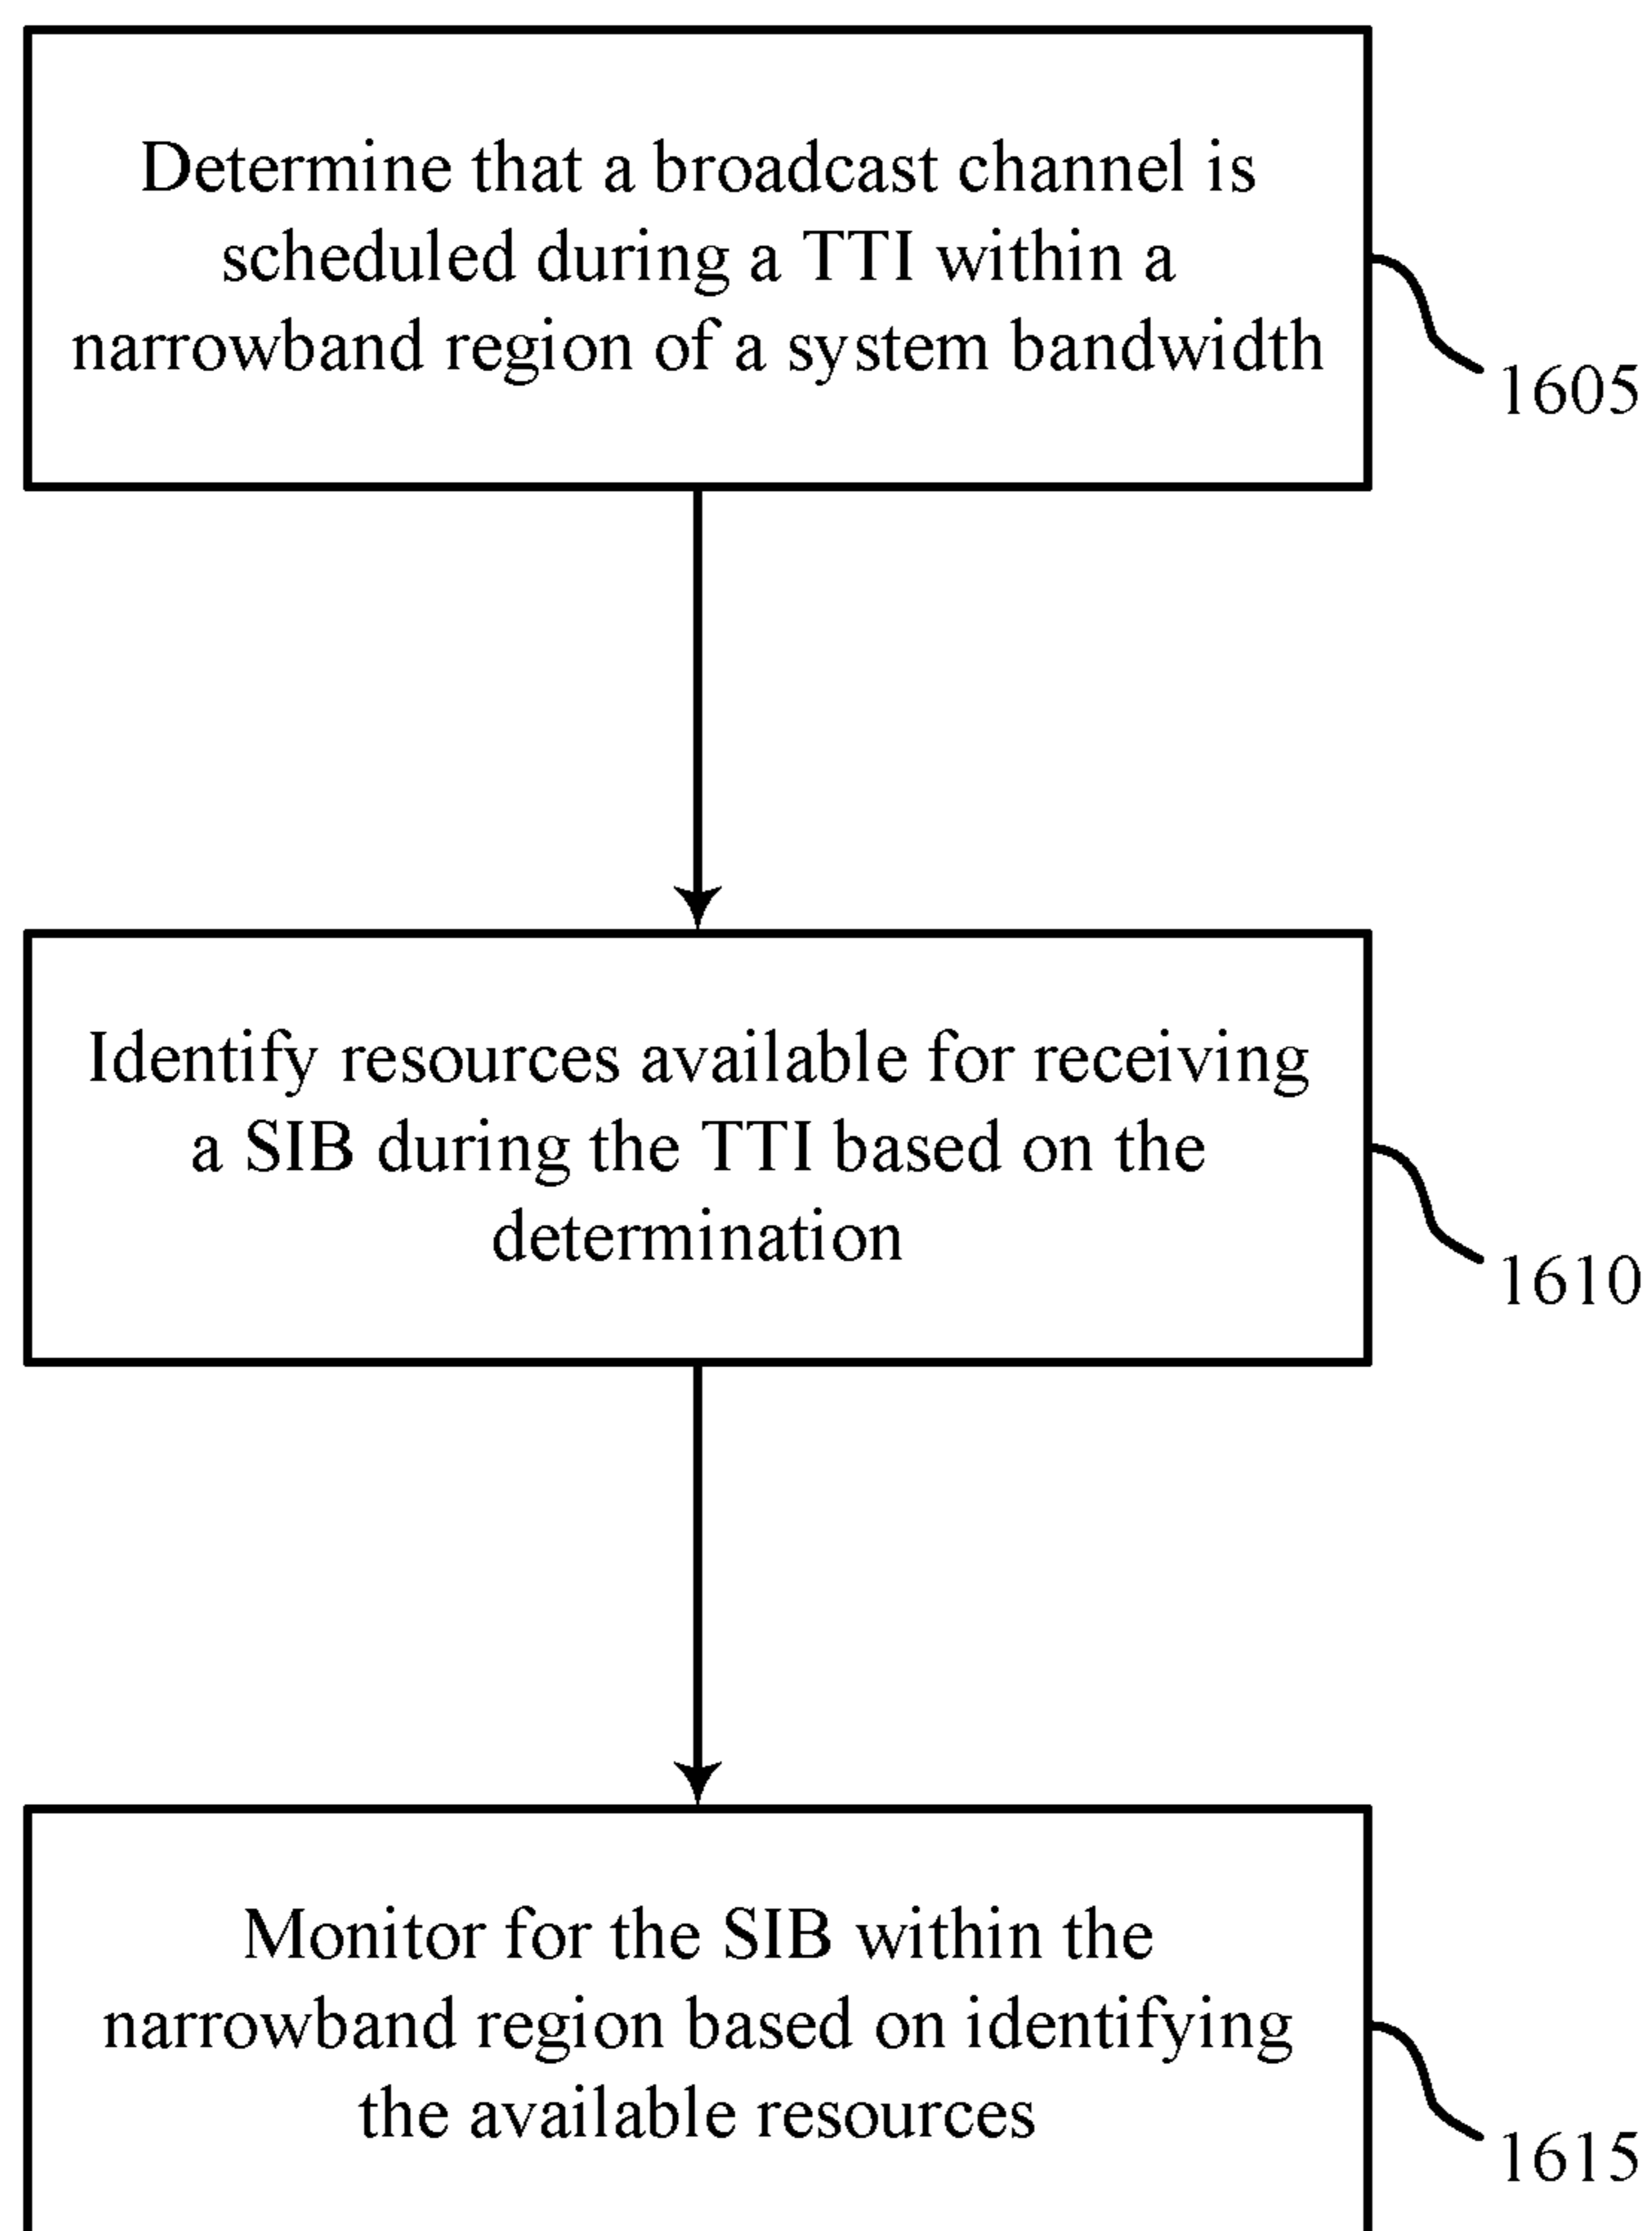 Determine that a broadcast channel is
scheduled during a TTI within a
narrowband region of a system bandwidth
1605
Identify resources available for receiving
a SIB during the TTI based on the
determination
1610
Monitor for the SIB within the
narrowband region based on identifying
the available resources
1615